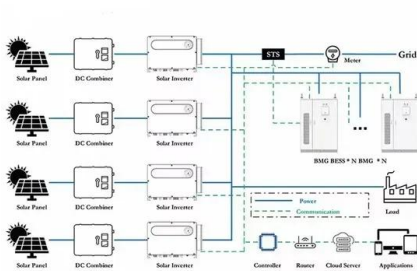 STS
Meter
Grid
Solar Panel
DC Combiner
Solar Inverter
Solar Panel
DC Combiner
Solar Inverter
BMG BESS * N BMG * N
Solar Panel
DC Combiner
Solar Inverter
Power
Communication
Load
Solar Panel
DC Combiner
Solar Inverter
Controller
Router
Cloud Server
Applications